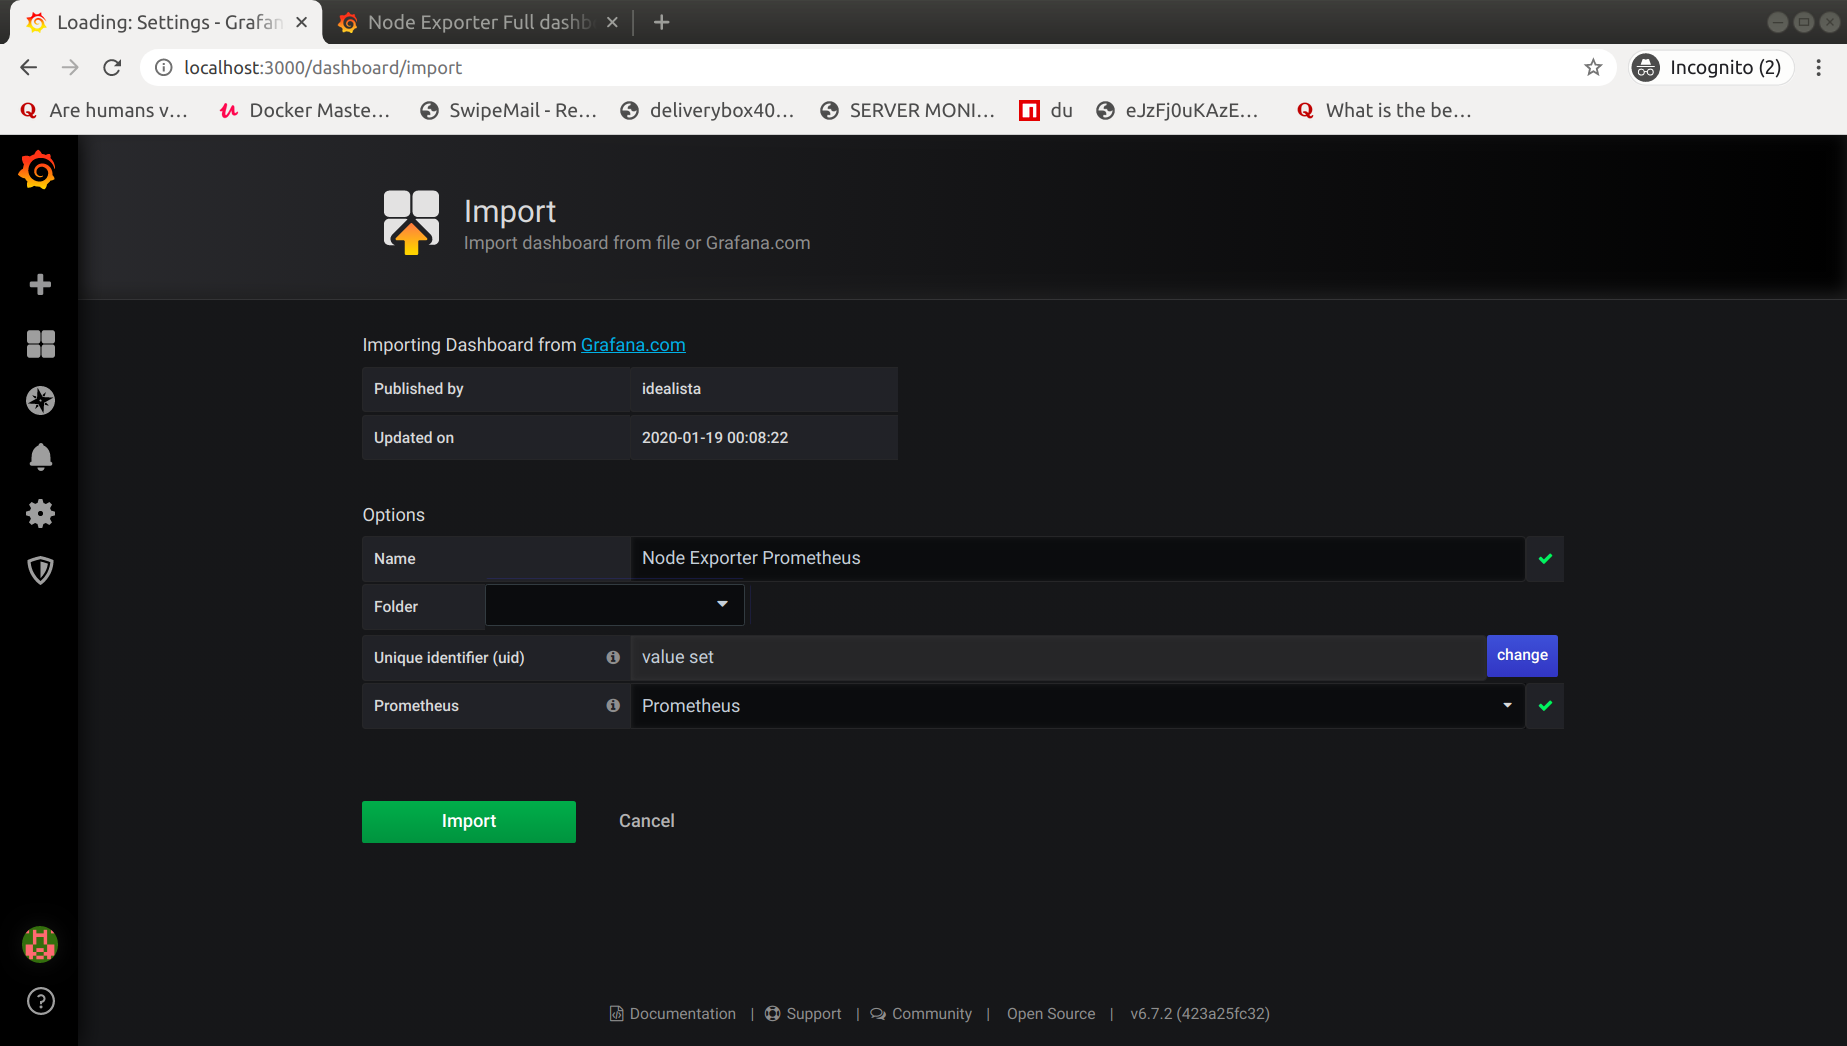 Loading: Settings - Grafan
Node Exporter Full dashb
localhost:3000/dashboard/import
Incognito (2)
Are humans v...
Docker Maste...
SwipeMail - Re...
deliverybox40...
SERVER MONI...
du
eJzFj0uKAzE...
What is the be...
Import
Import dashboard from file or Grafana.com
Importing Dashboard from Grafana.com
Published by idealista
Updated on 2020-01-19 00:08:22
Options
Name Node Exporter Prometheus
Folder
Unique identifier (uid) value set change
Prometheus Prometheus
Import Cancel
Documentation | Support | Community | Open Source | v6.7.2 (423a25fc32)